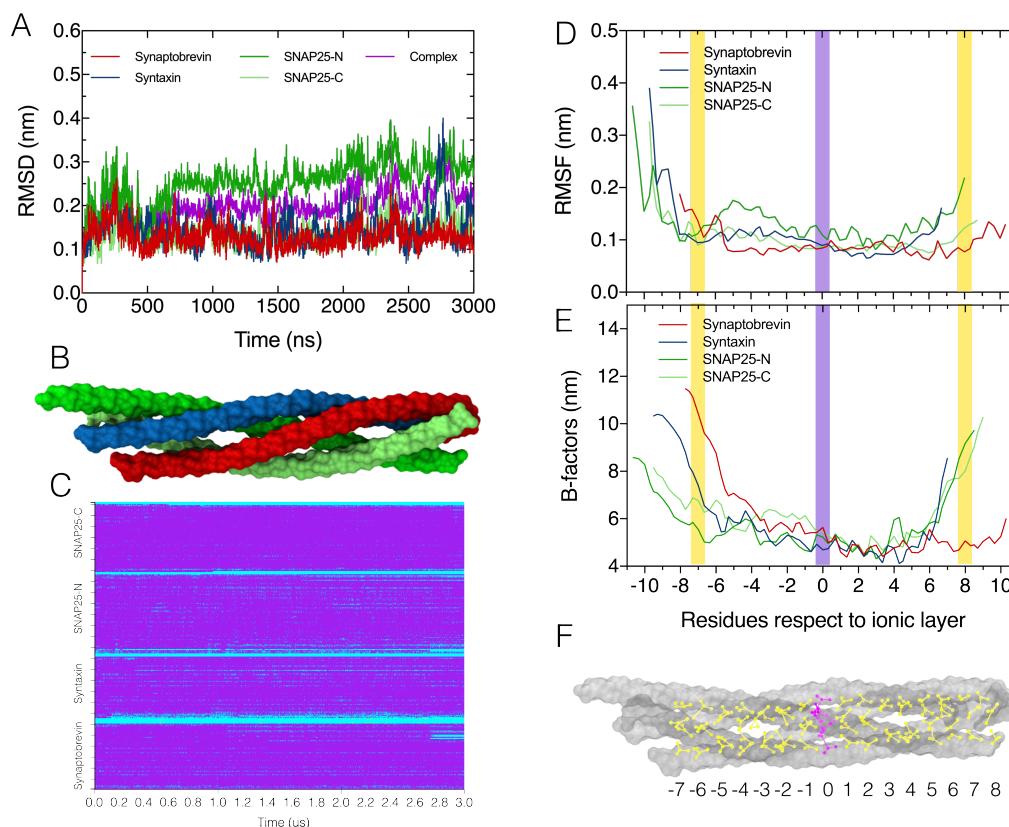 A
RMSD (nm)
0.6
0.5
0.4
0.3
0.2
0.1
0.0
Synaptobrevin
Syntaxin
SNAP25-N
SNAP25-C
Complex
0 500 1000 1500 2000 2500 3000
Time (ns)
B
C
SNAP25-C
SNAP25-N
Syntaxin
Synaptobrevin
0.0 0.2 0.4 0.6 0.8 1.0 1.2 1.4 1.6 1.8 2.0 2.2 2.4 2.6 2.8 3.0
Time (us)
D
RMSF (nm)
0.5
0.4
0.3
0.2
0.1
0.0
Synaptobrevin
Syntaxin
SNAP25-N
SNAP25-C
E
B-factors (nm)
14
12
10
8
6
4
Synaptobrevin
Syntaxin
SNAP25-N
SNAP25-C
-10 -8 -6 -4 -2 0 2 4 6 8 10
Residues respect to ionic layer
F
-7 -6 -5 -4 -3 -2 -1 0 1 2 3 4 5 6 7 8